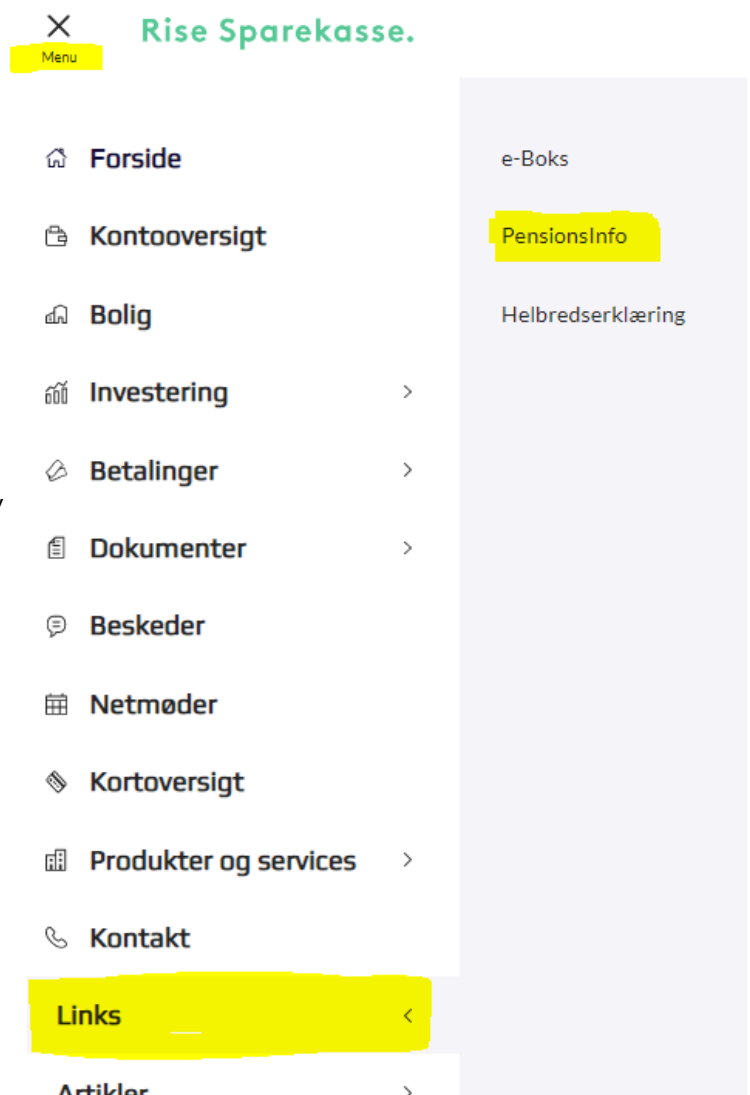 Rise Sparekasse.
Menu
Forside
Kontooversigt
Bolig
Investering
Betalinger
Dokumenter
Beskeder
Netmøder
Kortoversigt
Produkter og services
Kontakt
Links
Artikler
e-Boks
PensionsInfo
Helbredserklæring